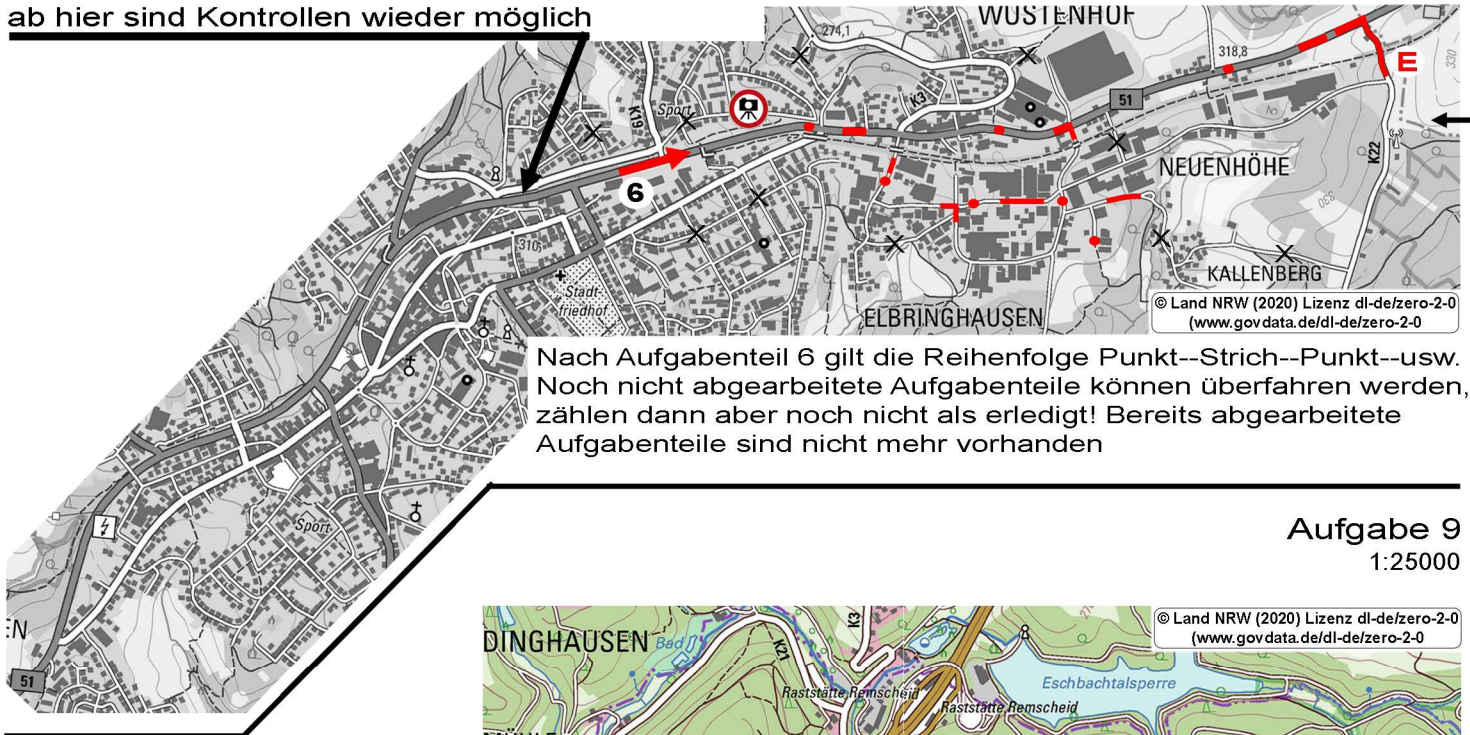 ab hier sind Kontrollen wieder möglich
WÜSTENHOF
274,1
318,8
E
330
K19
Sport
K3
51
6
NEUENHÖHE
K22
330
310
KALLENBERG
Stadt-
friedhof
ELBRINGHAUSEN
© Land NRW (2020) Lizenz dl-de/zero-2-0
(www.govdata.de/dl-de/zero-2-0
Nach Aufgabenteil 6 gilt die Reihenfolge Punkt--Strich--Punkt--usw.
Noch nicht abgearbeitete Aufgabenteile können überfahren werden,
zählen dann aber noch nicht als erledigt! Bereits abgearbeitete
Aufgabenteile sind nicht mehr vorhanden
Sport
EN
51
Aufgabe 9
1:25000
© Land NRW (2020) Lizenz dl-de/zero-2-0
(www.govdata.de/dl-de/zero-2-0
DINGHAUSEN
Bad
K21
K3
Eschbachtalsperre
Raststätte Remscheid
Raststätte Remscheid